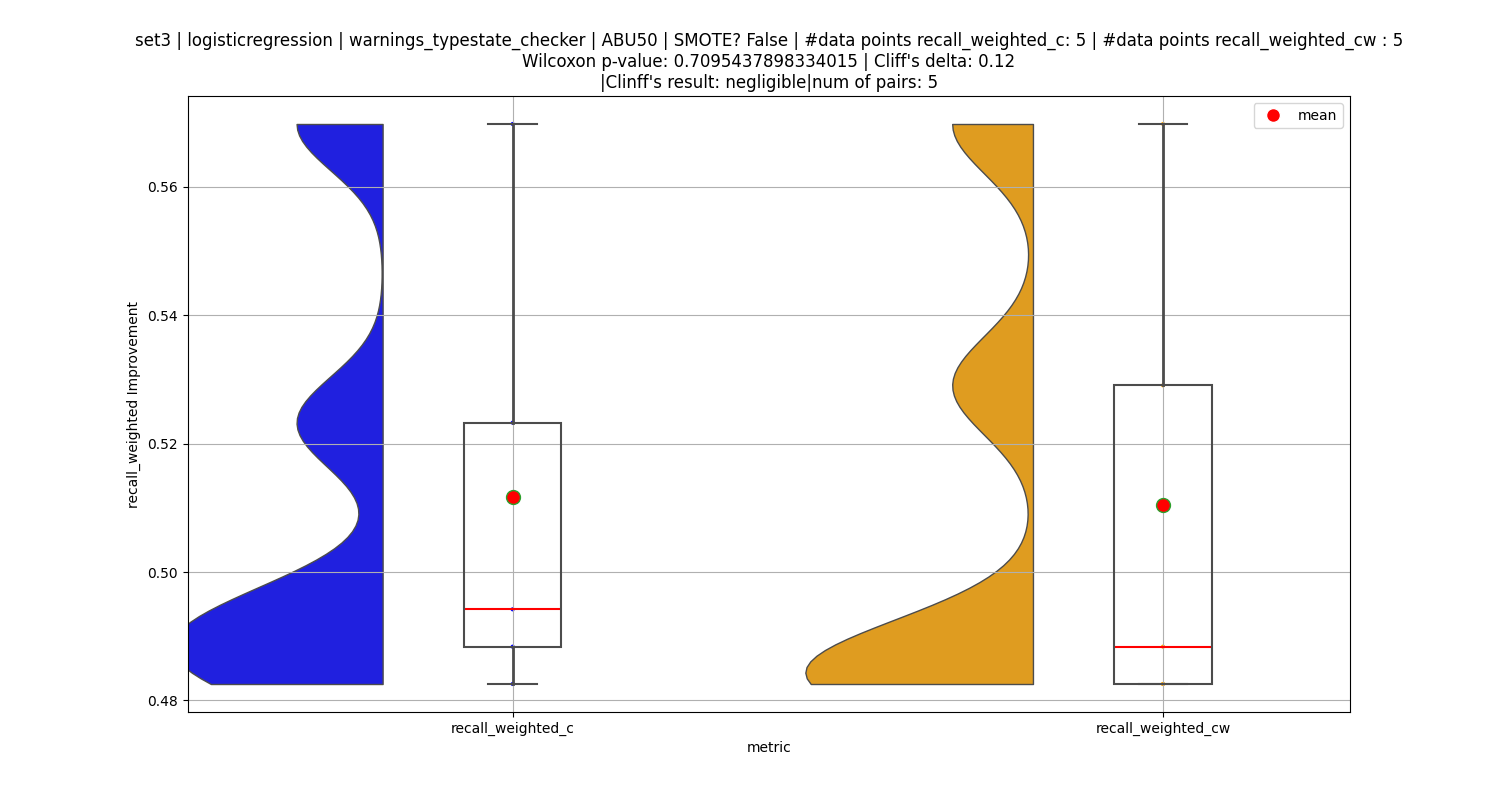 set3 | logisticregression | warnings_typestate_checker | ABU50 | SMOTE? False | #data points recall_weighted_c: 5 | #data points recall_weighted_cw : 5
Wilcoxon p-value: 0.7095437898334015 | Cliff's delta: 0.12
|Clinff's result: negligible|num of pairs: 5
mean
0.56
0.54
0.52
0.50
0.48
recall_weighted Improvement
recall_weighted_c
recall_weighted_cw
metric